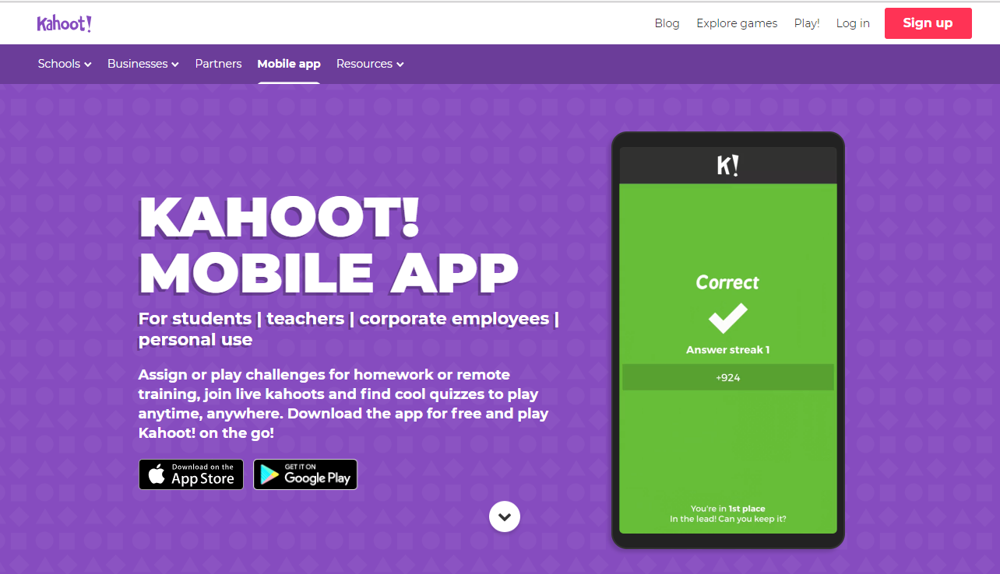 Kahoot!
Blog Explore games Play! Log in Sign up
Schools Businesses Partners Mobile app Resources
KAHOOT!
MOBILE APP
For students | teachers | corporate employees |
personal use
Assign or play challenges for homework or remote
training, join live kahoots and find cool quizzes to play
anytime, anywhere. Download the app for free and play
Kahoot! on the go!
Download on the
App Store
GET IT ON
Google Play
K!
Correct
Answer streak 1
+924
You're in 1st place
In the lead! Can you keep it?